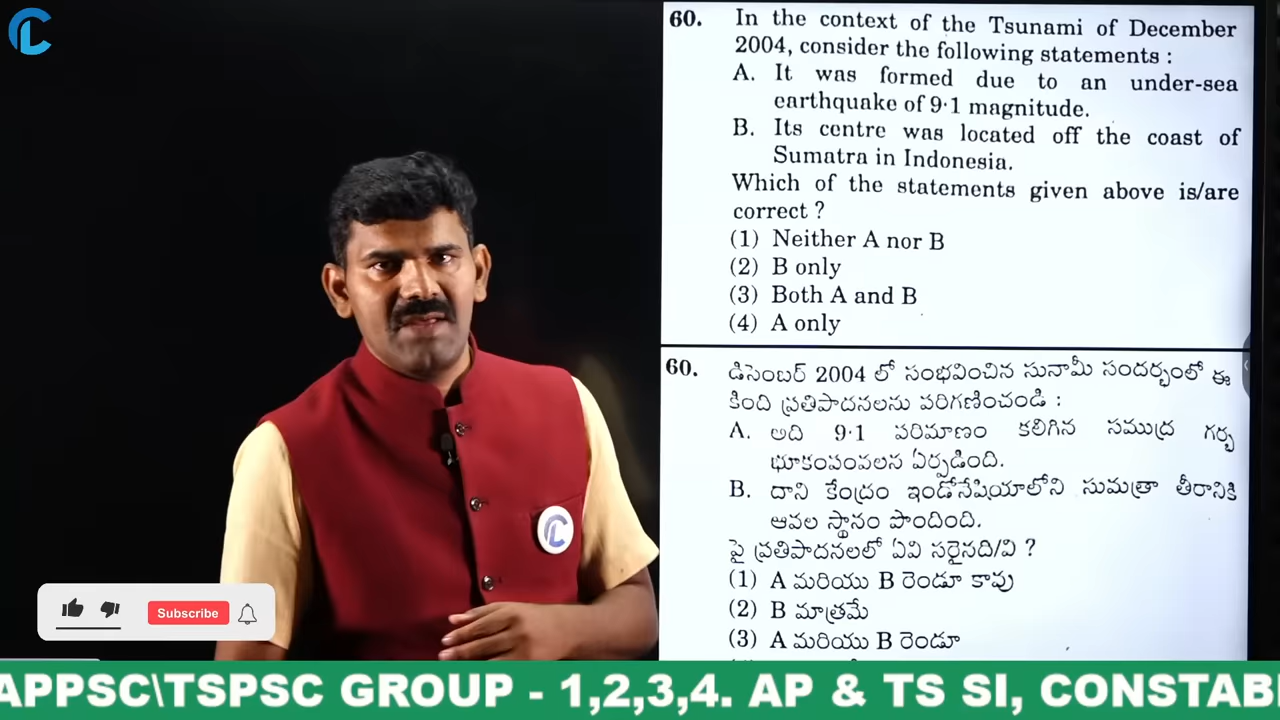 60. In the context of the Tsunami of December
2004, consider the following statements :
A. It was formed due to an under-sea
earthquake of 9·1 magnitude.
B. Its centre was located off the coast of
Sumatra in Indonesia.
Which of the statements given above is/are
correct ?
(1) Neither A nor B
(2) B only
(3) Both A and B
(4) A only
60. డిసెంబర్ 2004 లో సంభవించిన సునామీ సందర్భంలో ఈ
కింది ప్రతిపాదనలను పరిగణించండి :
A. అది 9·1 పరిమాణం కలిగిన సముద్ర గర్భ
భూకంపంవలన ఏర్పడింది.
B. దాని కేంద్రం ఇండోనేషియాలోని సుమత్రా తీరానికి
ఆవల స్థానం పొందింది.
పై ప్రతిపాదనలలో ఏవి సరైనది/వి ?
(1) A మరియు B రెండూ కావు
(2) B మాత్రమే
(3) A మరియు B రెండూ
Subscribe
APPSC\TSPSC GROUP - 1,2,3,4. AP & TS SI, CONSTAB